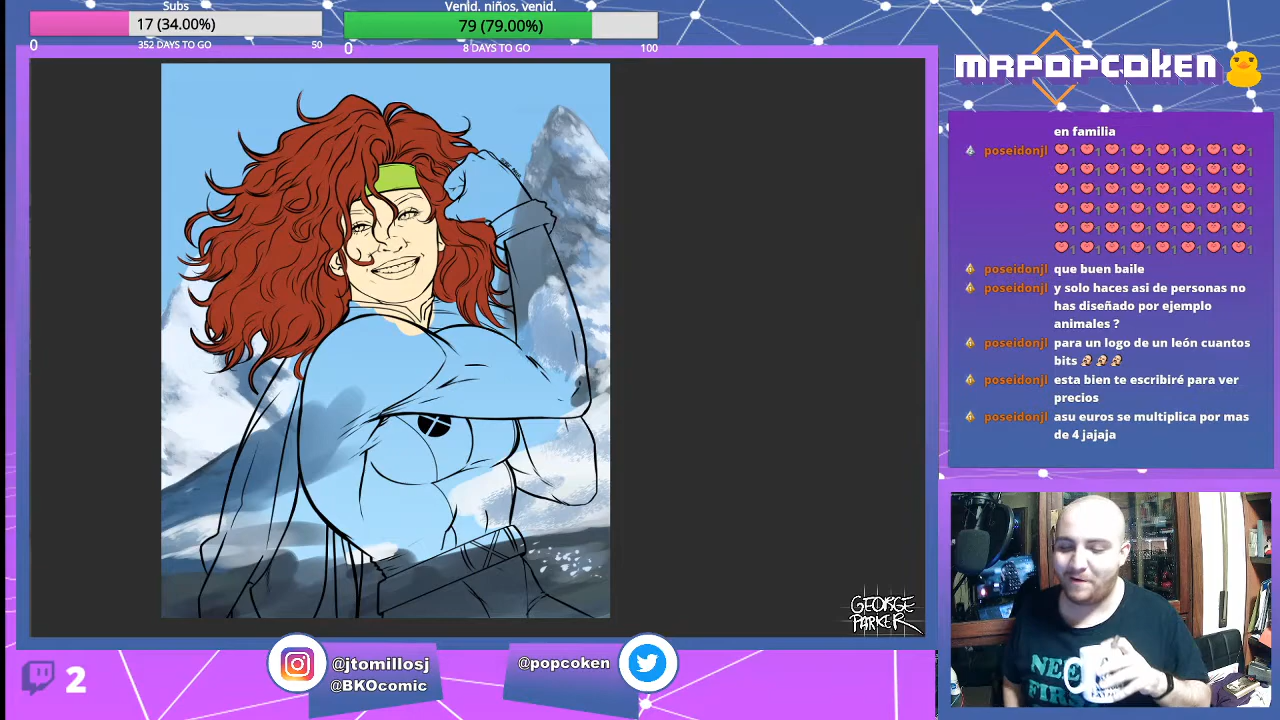 Subs
17 (34.00%)
0
352 DAYS TO GO
50
Venid, niños, venid.
79 (79.00%)
0
8 DAYS TO GO
100
MRPOPCOKEN
en familia
poseidonjl
poseidonjl que buen baile
poseidonjl y solo haces asi de personas no
has diseñado por ejemplo
animales ?
poseidonjl para un logo de un león cuantos
bits
poseidonjl esta bien te escribiré para ver
precios
poseidonjl asu euros se multiplica por mas
de 4 jajaja
GEORGE
PARKER
NEE
FIRS
@jtomillosj
@BKOcomic
@popcoken
2